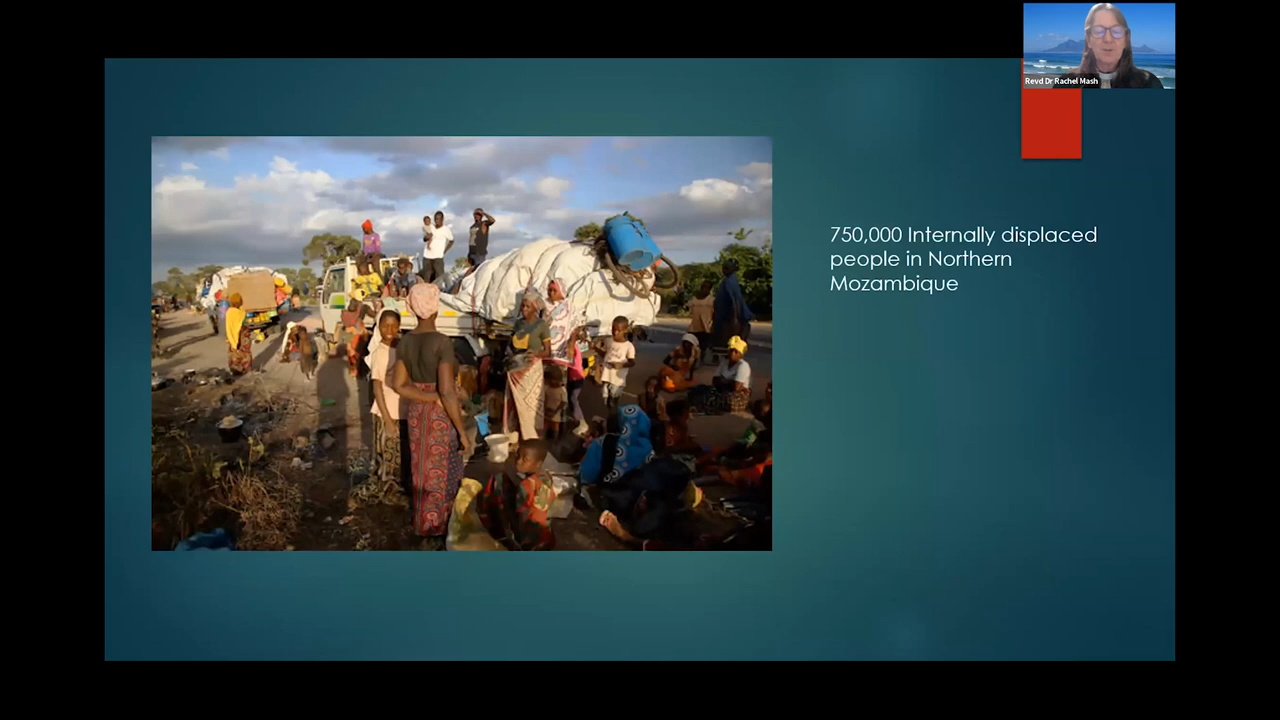 Revd Dr Rachel Mash
750,000 Internally displaced
people in Northern
Mozambique